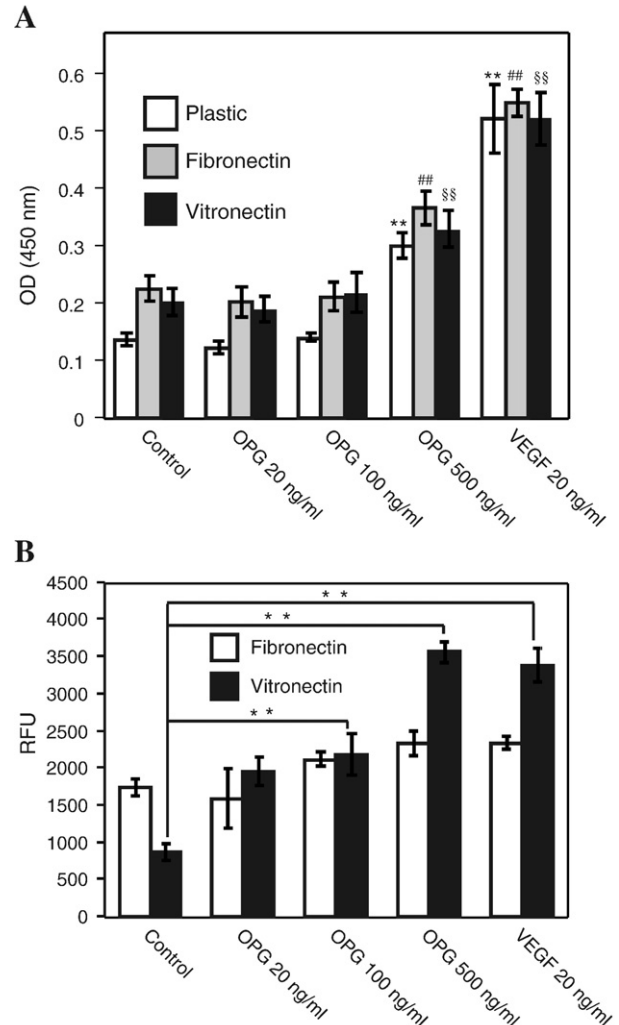 A
OD (450 nm)
0.6
0.5
0.4
0.3
0.2
0.1
0
Plastic
Fibronectin
Vitronectin
** ## §§
** ## §§
Control
OPG 20 ng/ml
OPG 100 ng/ml
OPG 500 ng/ml
VEGF 20 ng/ml
B
RFU
4500
4000
3500
3000
2500
2000
1500
1000
500
0
* *
* *
* *
Fibronectin
Vitronectin
Control
OPG 20 ng/ml
OPG 100 ng/ml
OPG 500 ng/ml
VEGF 20 ng/ml